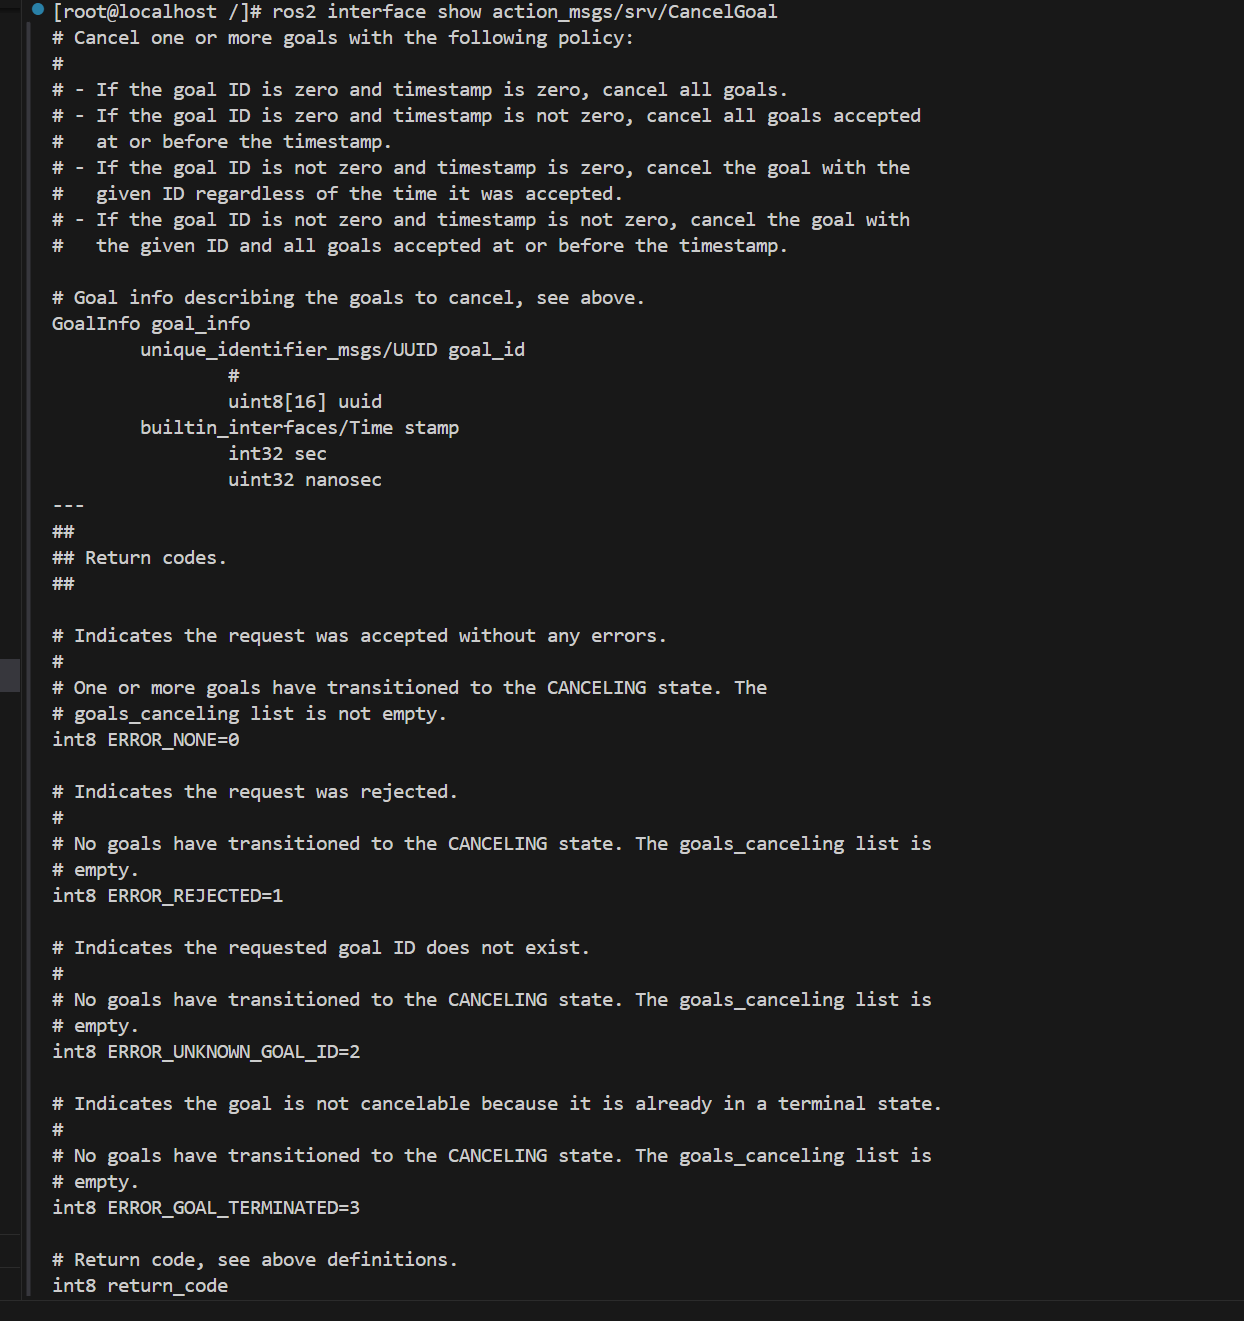 [root@localhost /]# ros2 interface show action_msgs/srv/CancelGoal
# Cancel one or more goals with the following policy:
#
# - If the goal ID is zero and timestamp is zero, cancel all goals.
# - If the goal ID is zero and timestamp is not zero, cancel all goals accepted
#   at or before the timestamp.
# - If the goal ID is not zero and timestamp is zero, cancel the goal with the
#   given ID regardless of the time it was accepted.
# - If the goal ID is not zero and timestamp is not zero, cancel the goal with
#   the given ID and all goals accepted at or before the timestamp.

# Goal info describing the goals to cancel, see above.
GoalInfo goal_info
        unique_identifier_msgs/UUID goal_id
                #
                uint8[16] uuid
        builtin_interfaces/Time stamp
                int32 sec
                uint32 nanosec
---
##
## Return codes.
##

# Indicates the request was accepted without any errors.
#
# One or more goals have transitioned to the CANCELING state. The
# goals_canceling list is not empty.
int8 ERROR_NONE=0

# Indicates the request was rejected.
#
# No goals have transitioned to the CANCELING state. The goals_canceling list is
# empty.
int8 ERROR_REJECTED=1

# Indicates the requested goal ID does not exist.
#
# No goals have transitioned to the CANCELING state. The goals_canceling list is
# empty.
int8 ERROR_UNKNOWN_GOAL_ID=2

# Indicates the goal is not cancelable because it is already in a terminal state.
#
# No goals have transitioned to the CANCELING state. The goals_canceling list is
# empty.
int8 ERROR_GOAL_TERMINATED=3

# Return code, see above definitions.
int8 return_code